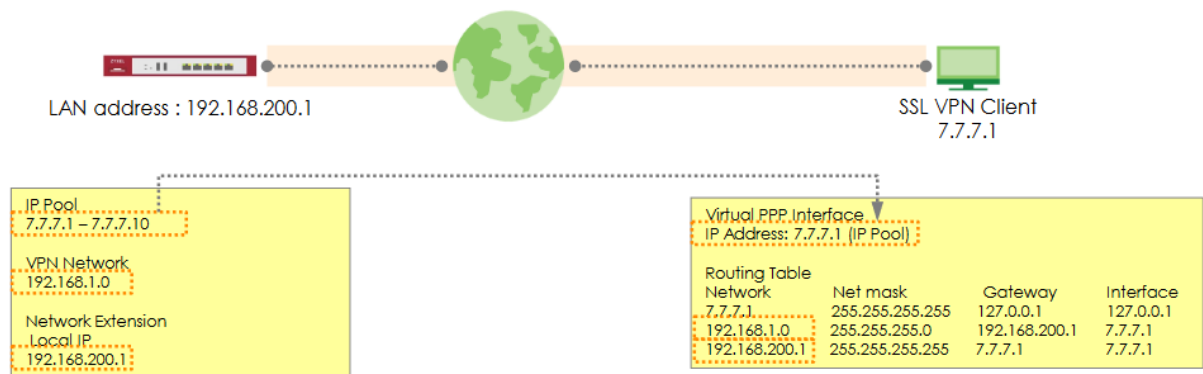 ZYXEL
LAN address : 192.168.200.1
SSL VPN Client
7.7.7.1
IP Pool
7.7.7.1 – 7.7.7.10
VPN Network
192.168.1.0
Network Extension
Local IP
192.168.200.1
Virtual PPP Interface
IP Address: 7.7.7.1 (IP Pool)
Routing Table
Network Net mask Gateway Interface
7.7.7.1 255.255.255.255 127.0.0.1 127.0.0.1
192.168.1.0 255.255.255.0 192.168.200.1 7.7.7.1
192.168.200.1 255.255.255.255 7.7.7.1 7.7.7.1